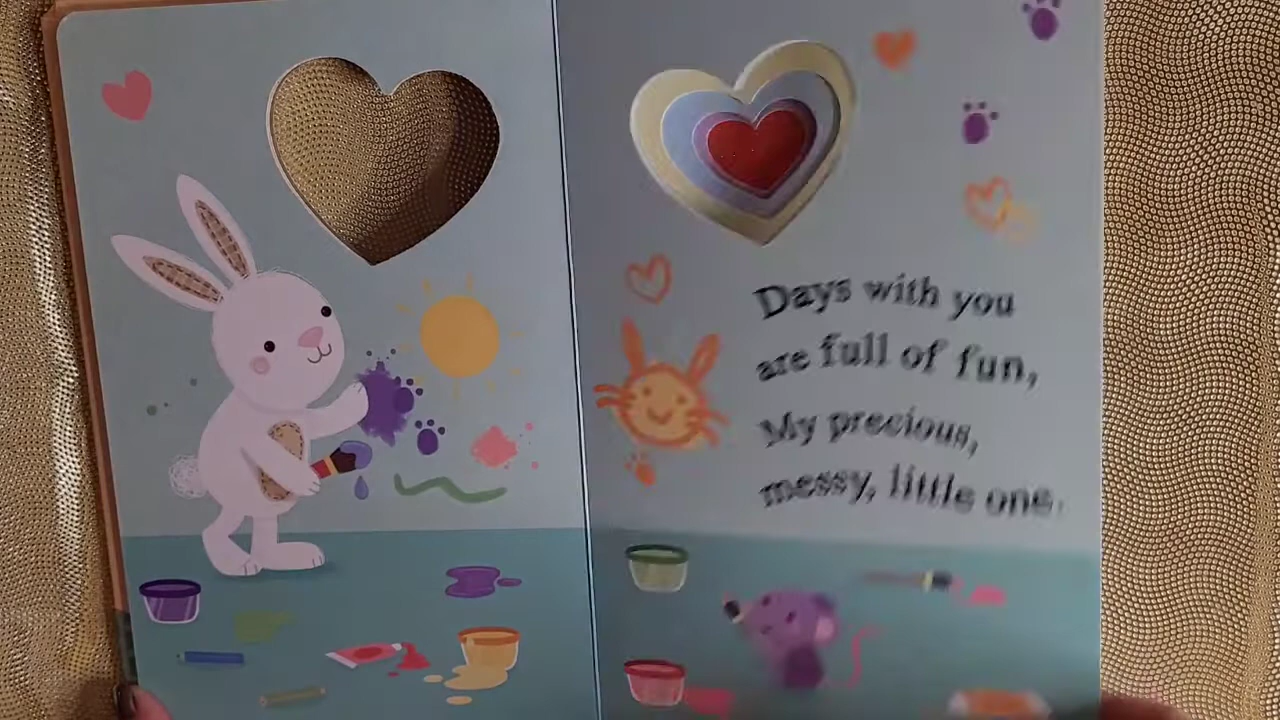 Days with you
are full of fun,
My precious,
messy, little one.